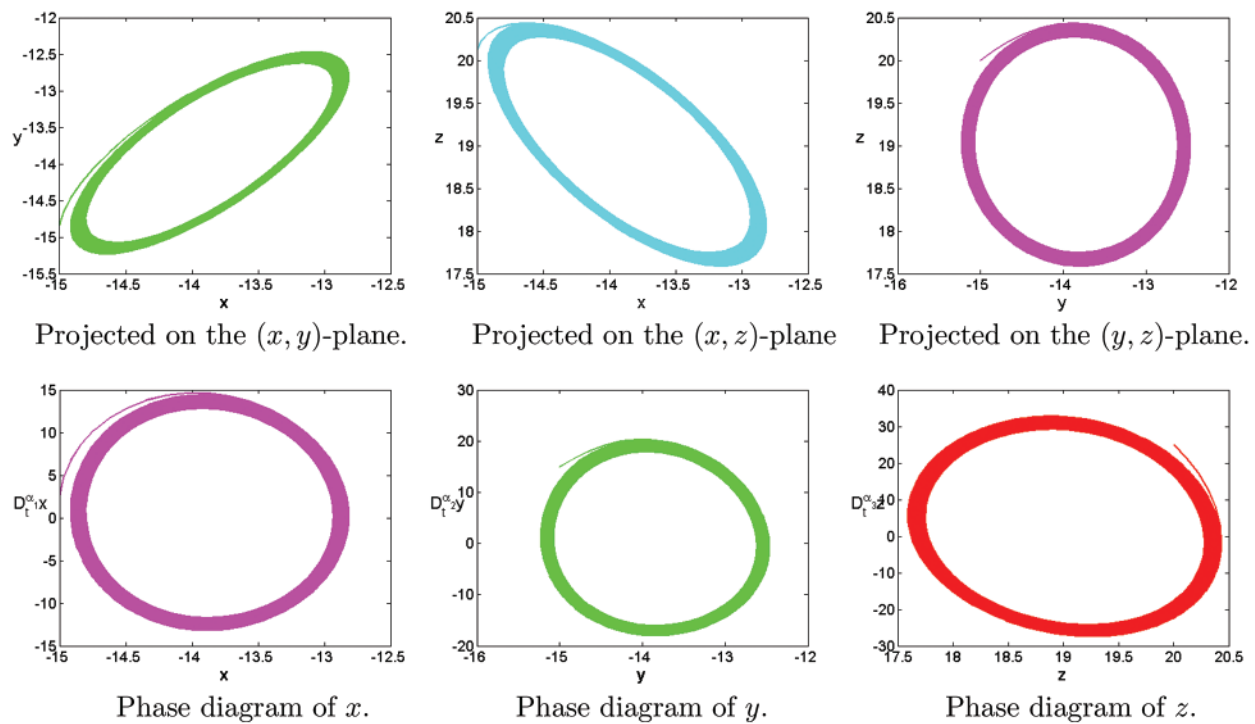 -12
-12.5
-13
-13.5
-14
-14.5
-15
-15.5
y
-15 -14.5 -14 -13.5 -13 -12.5
x
20.5
20
19.5
19
18.5
18
17.5
z
-15 -14.5 -14 -13.5 -13 -12.5
x
20.5
20
19.5
19
18.5
18
17.5
z
-16 -15 -14 -13 -12
y
Projected on the (x, y)-plane.
Projected on the (x, z)-plane
Projected on the (y, z)-plane.
15
10
5
0
-5
-10
-15
D_t^{α_1}x
-15 -14.5 -14 -13.5 -13 -12.5
x
30
20
10
0
-10
-20
D_t^{α_2}y
-16 -15 -14 -13 -12
y
40
30
20
10
0
-10
-20
-30
D_t^{α_3}z
17.5 18 18.5 19 19.5 20 20.5
z
Phase diagram of x.
Phase diagram of y.
Phase diagram of z.